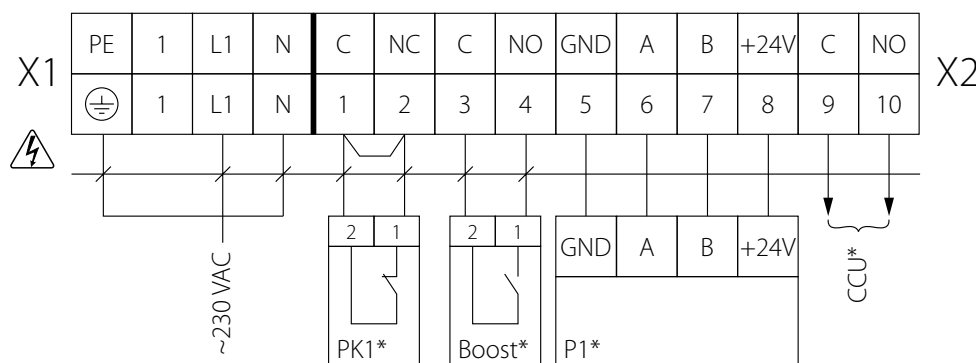 X1
PE 1 L1 N C NC C NO GND A B +24V C NO
1 L1 N 1 2 3 4 5 6 7 8 9 10
X2
2 1
2 1
GND A B +24V
~230 VAC
PK1*
Boost*
P1*
CCU*